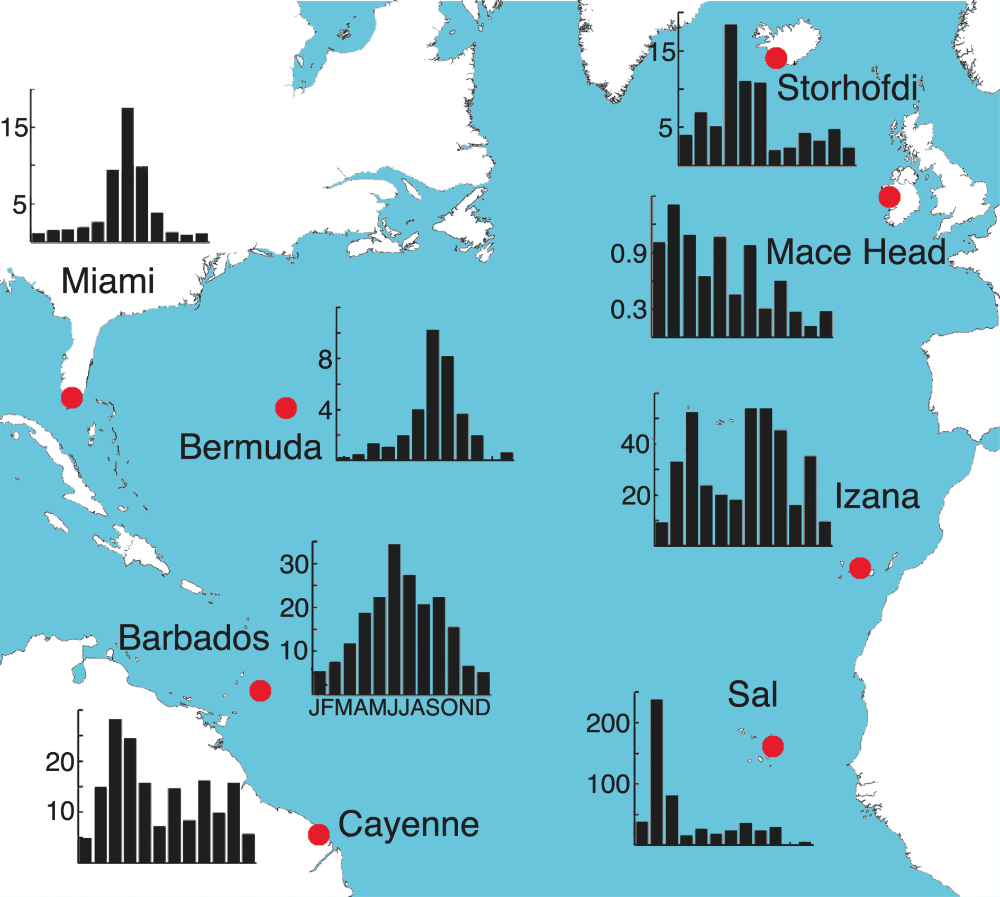 15
Storhofdi
5
15
5
Miami
0.9
Mace Head
0.3
8
4
Bermuda
40
20
Izana
30
20
10
Barbados
JFMAMJJASOND
Sal
200
100
20
10
Cayenne